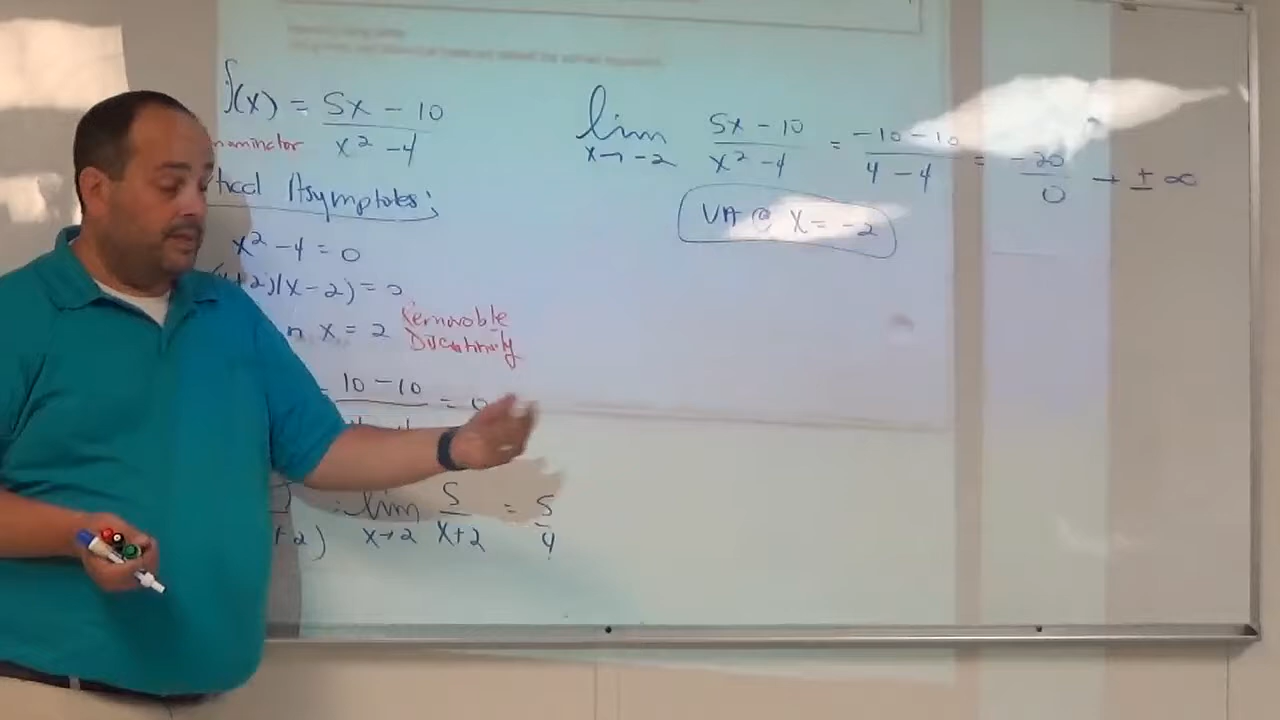 f(x) = 5x - 10 / x² - 4
nominator
tical Asymptotes:
x² - 4 = 0
+2)(x - 2) = 0
x = 2 Removable
Discontinuity
= 10 - 10 = 0
+2) : lim x→2 5 / x+2 = 5/4
lim x→-2 5x - 10 / x² - 4 = -10 - 10 / 4 - 4 = -20 / 0 → ± ∞
VA @ x = -2